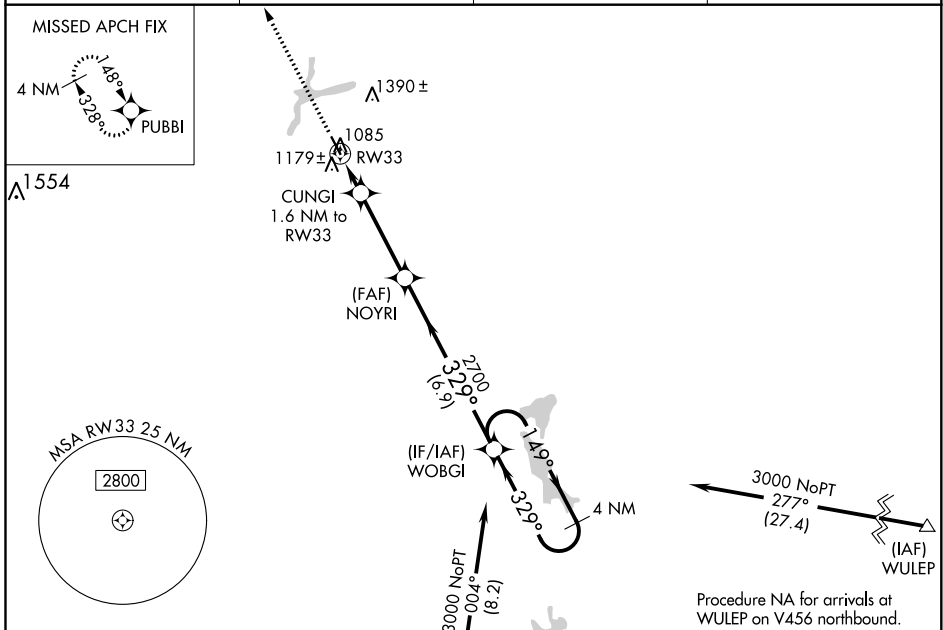 MISSED APCH FIX
4 NM
148°
328°
PUBBI
1554
1390 ±
1085
1179 ±
RW33
CUNGI
1.6 NM to
RW33
(FAF)
NOYRI
2700
329°
(6.9)
(IF/IAF)
WOBGI
149°
329°
4 NM
MSA RW33 25 NM
2800
3000 NoPT
004°
(8.2)
3000 NoPT
277°
(27.4)
(IAF)
WULEP
Procedure NA for arrivals at
WULEP on V456 northbound.